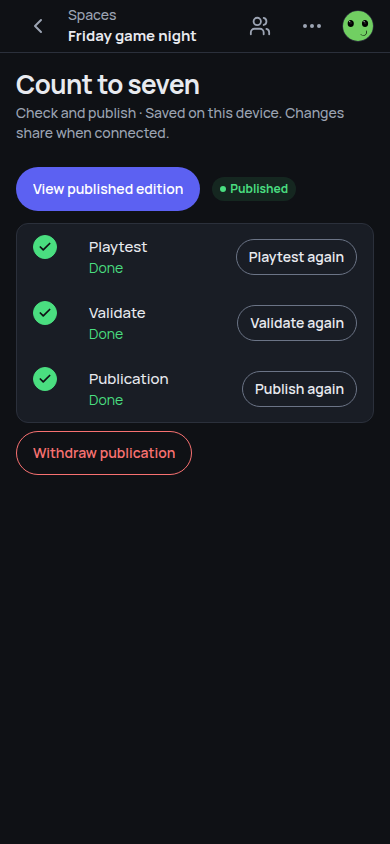 Spaces
Friday game night
Count to seven
Check and publish · Saved on this device. Changes
share when connected.
View published edition
Published
Playtest
Done
Playtest again
Validate
Done
Validate again
Publication
Done
Publish again
Withdraw publication